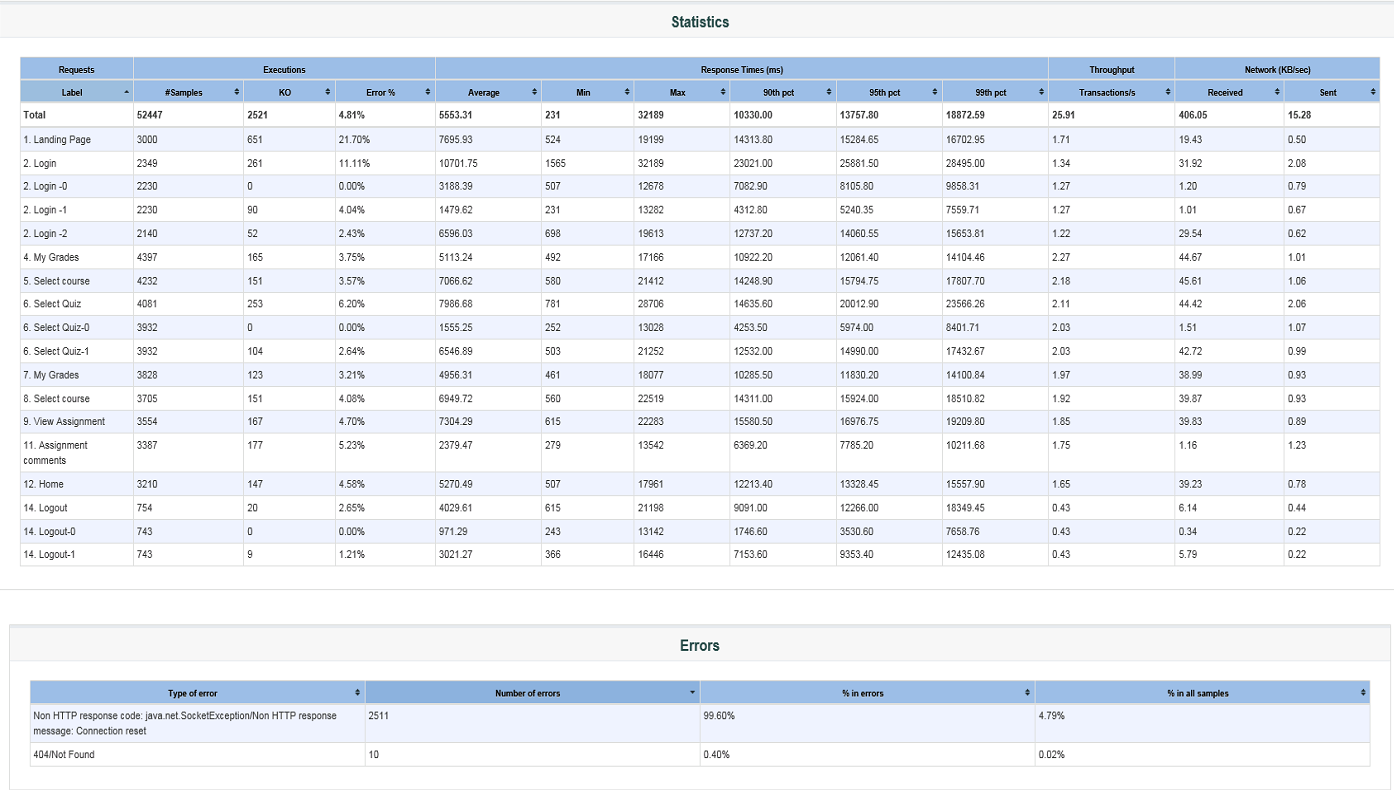 Statistics
Requests Executions Response Times (ms) Throughput Network (KB/sec)
Label #Samples KO Error % Average Min Max 90th pct 95th pct 99th pct Transactions/s Received Sent
Total 52447 2521 4.81% 5553.31 231 32189 10330.00 13757.80 18872.59 25.91 406.05 15.28
1. Landing Page 3000 651 21.70% 7695.93 524 19199 14313.80 15284.65 16702.95 1.71 19.43 0.50
2. Login 2349 261 11.11% 10701.75 1565 32189 23021.00 25881.50 28495.00 1.34 31.92 2.08
2. Login -0 2230 0 0.00% 3188.39 507 12678 7082.90 8105.80 9858.31 1.27 1.20 0.79
2. Login -1 2230 90 4.04% 1479.62 231 13282 4312.80 5240.35 7559.71 1.27 1.01 0.67
2. Login -2 2140 52 2.43% 6596.03 698 19613 12737.20 14060.55 15653.81 1.22 29.54 0.62
4. My Grades 4397 165 3.75% 5113.24 492 17166 10922.20 12061.40 14104.46 2.27 44.67 1.01
5. Select course 4232 151 3.57% 7066.62 580 21412 14248.90 15794.75 17807.70 2.18 45.61 1.06
6. Select Quiz 4081 253 6.20% 7986.68 781 28706 14635.60 20012.90 23566.26 2.11 44.42 2.06
6. Select Quiz-0 3932 0 0.00% 1555.25 252 13028 4253.50 5974.00 8401.71 2.03 1.51 1.07
6. Select Quiz-1 3932 104 2.64% 6546.89 503 21252 12532.00 14990.00 17432.67 2.03 42.72 0.99
7. My Grades 3828 123 3.21% 4956.31 461 18077 10285.50 11830.20 14100.84 1.97 38.99 0.93
8. Select course 3705 151 4.08% 6949.72 560 22519 14311.00 15924.00 18510.82 1.92 39.87 0.93
9. View Assignment 3554 167 4.70% 7304.29 615 22283 15580.50 16976.75 19209.80 1.85 39.83 0.89
11. Assignment 3387 177 5.23% 2379.47 279 13542 6369.20 7785.20 10211.68 1.75 1.16 1.23
comments
12. Home 3210 147 4.58% 5270.49 507 17961 12213.40 13328.45 15557.90 1.65 39.23 0.78
14. Logout 754 20 2.65% 4029.61 615 21198 9091.00 12266.00 18349.45 0.43 6.14 0.44
14. Logout-0 743 0 0.00% 971.29 243 13142 1746.60 3530.60 7658.76 0.43 0.34 0.22
14. Logout-1 743 9 1.21% 3021.27 366 16446 7153.60 9353.40 12435.08 0.43 5.79 0.22
Errors
Type of error Number of errors % in errors % in all samples
Non HTTP response code: java.net.SocketException/Non HTTP response 2511 99.60% 4.79%
message: Connection reset
404/Not Found 10 0.40% 0.02%